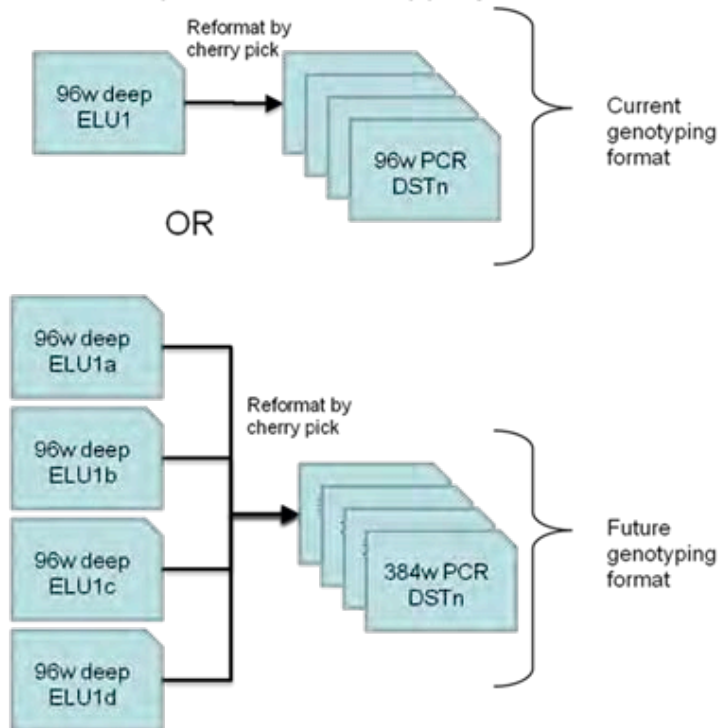 Reformat by
cherry pick
96w deep
ELU1
96w PCR
DSTn
Current
genotyping
format
OR
96w deep
ELU1a
96w deep
ELU1b
96w deep
ELU1c
96w deep
ELU1d
Reformat by
cherry pick
384w PCR
DSTn
Future
genotyping
format